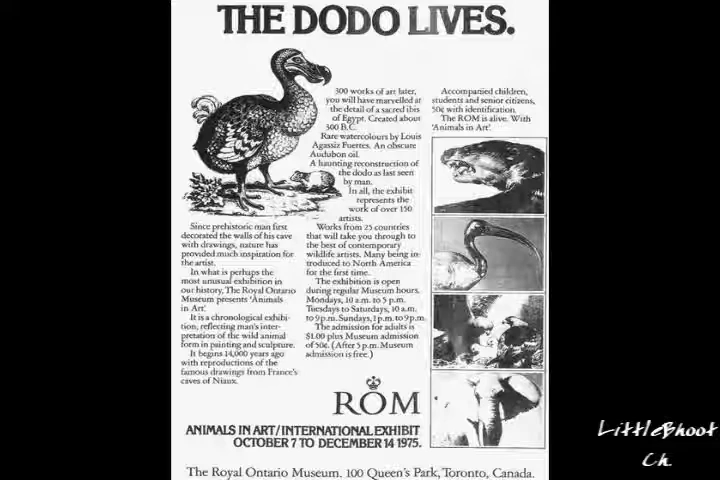 THE DODO LIVES.
300 works of art later,
you will have marvelled at
the detail of a sacred ibis
of Egypt. Created about
300 B.C.
Rare watercolours by Louis
Agassiz Fuertes. An obscure
Audubon oil.
A haunting reconstruction of
the dodo as last seen
by man.
In all, the exhibit
represents the
work of over 150
artists.
Since prehistoric man first
decorated the walls of his cave
with drawings, nature has
provided much inspiration for
the artist.
In what is perhaps the
most unusual exhibition in
our history, The Royal Ontario
Museum presents 'Animals
in Art'.
It is a chronological exhibi-
tion, reflecting man's inter-
pretation of the wild animal
form in painting and sculpture.
It begins 14,000 years ago
with reproductions of the
famous drawings from France's
caves of Niaux.
Works from 25 countries
that will take you through to
the best of contemporary
wildlife artists. Many being in-
troduced to North America
for the first time.
The exhibition is open
during regular Museum hours.
Mondays, 10 a.m. to 5 p.m.
Tuesdays to Saturdays, 10 a.m.
to 9 p.m. Sundays, 1 p.m. to 9 p.m.
The admission for adults is
$1.00 plus Museum admission
of 50¢. (After 5 p.m. Museum
admission is free.)
Accompanied children,
students and senior citizens,
50¢ with identification.
The ROM is alive. With
'Animals in Art'.
ROM
ANIMALS IN ART/INTERNATIONAL EXHIBIT
OCTOBER 7 TO DECEMBER 14 1975.
The Royal Ontario Museum. 100 Queen's Park, Toronto, Canada.
LittleBhoot
Ch